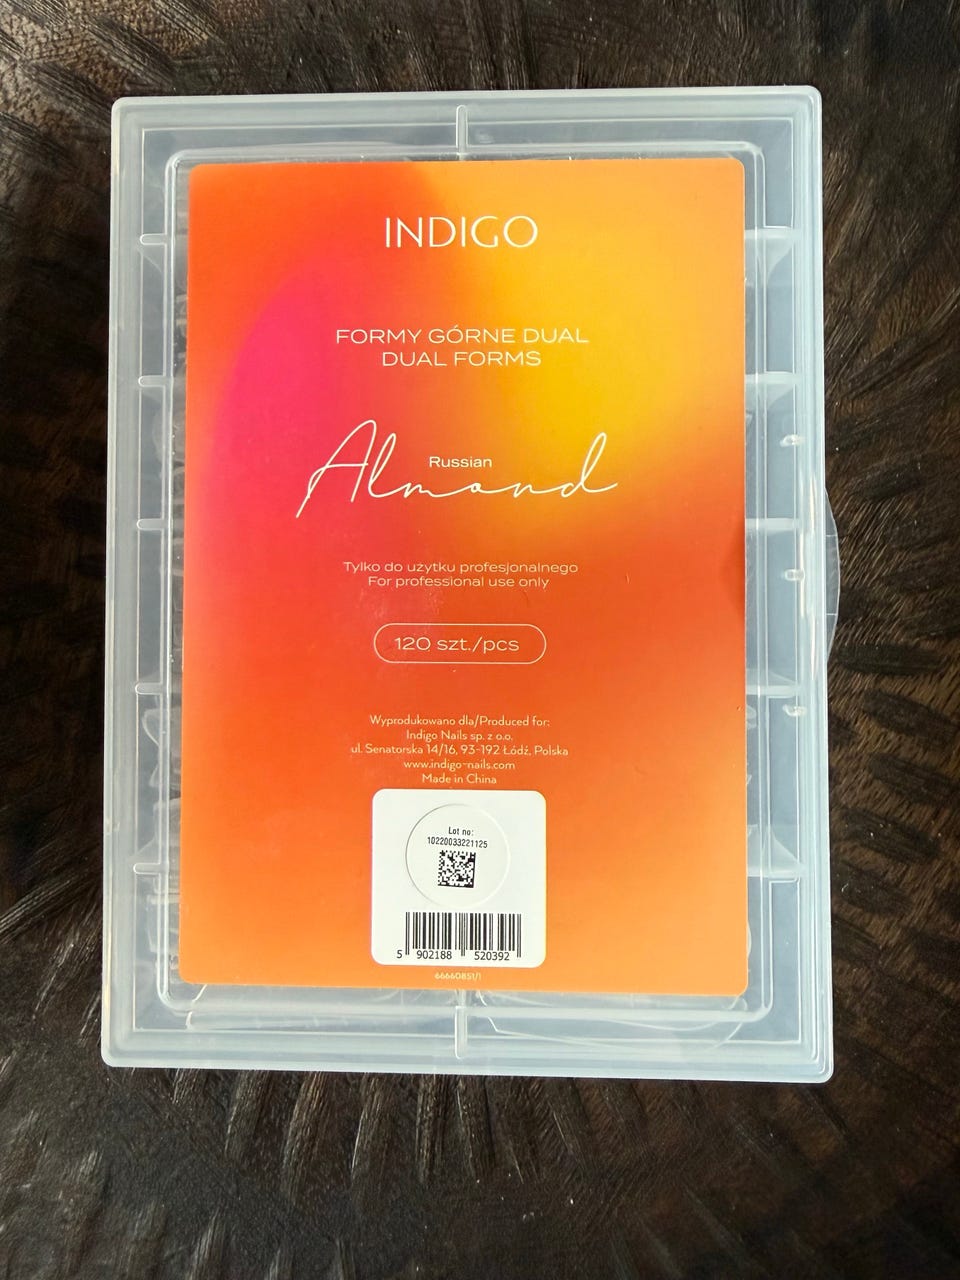 INDIGO
FORMY GÓRNE DUAL
DUAL FORMS
Russian
Almond
Tylko do użytku profesjonalnego
For professional use only
120 szt./pcs
Wyprodukowano dla/Produced for:
Indigo Nails sp. z o.o.
ul. Senatorska 14/16, 93-192 Łódź, Polska
www.indigo-nails.com
Made in China
Lot no:
10220033221125
5 902188 520392
66660851/1